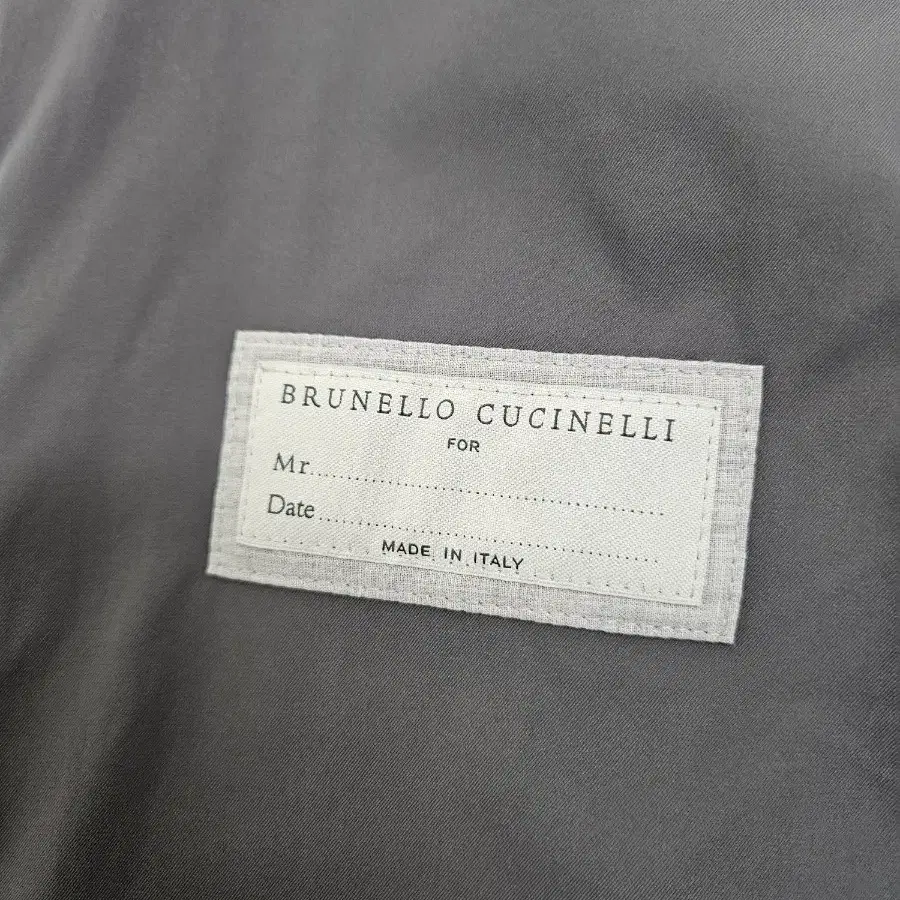 BRUNELLO CUCINELLI
FOR
Mr...............................................
Date...............................................
MADE IN ITALY